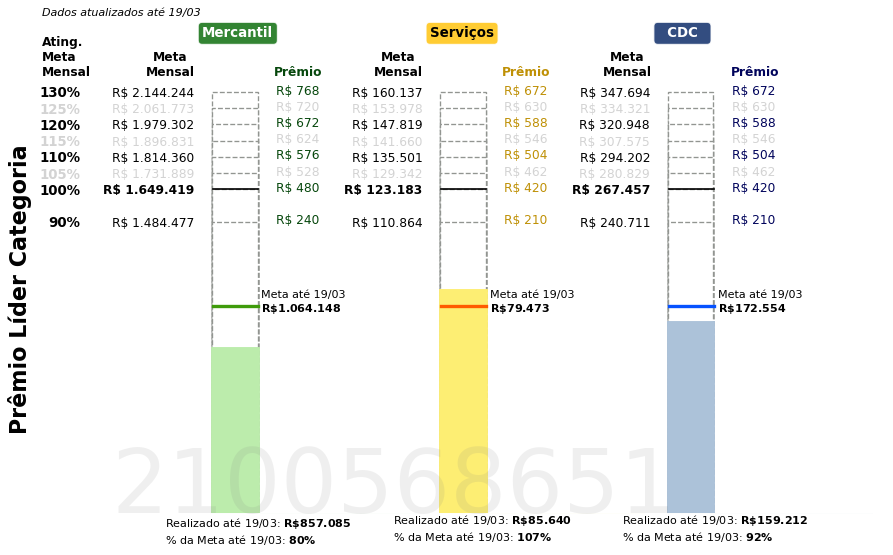 Dados atualizados até 19/03
Mercantil Serviços CDC
Ating. Meta Mensal Meta Mensal Prêmio Meta Mensal Prêmio Meta Mensal Prêmio
130% R$ 2.144.244 R$ 768 R$ 160.137 R$ 672 R$ 347.694 R$ 672
125% R$ 2.061.773 R$ 720 R$ 153.978 R$ 630 R$ 334.321 R$ 630
120% R$ 1.979.302 R$ 672 R$ 147.819 R$ 588 R$ 320.948 R$ 588
115% R$ 1.896.831 R$ 624 R$ 141.660 R$ 546 R$ 307.575 R$ 546
110% R$ 1.814.360 R$ 576 R$ 135.501 R$ 504 R$ 294.202 R$ 504
105% R$ 1.731.889 R$ 528 R$ 129.342 R$ 462 R$ 280.829 R$ 462
100% R$ 1.649.419 R$ 480 R$ 123.183 R$ 420 R$ 267.457 R$ 420
90% R$ 1.484.477 R$ 240 R$ 110.864 R$ 210 R$ 240.711 R$ 210
Prêmio Líder Categoria
Meta até 19/03 Meta até 19/03 Meta até 19/03
R$1.064.148 R$79.473 R$172.554
2100568651
Realizado até 19/03: R$857.085 Realizado até 19/03: R$85.640 Realizado até 19/03: R$159.212
% da Meta até 19/03: 80% % da Meta até 19/03: 107% % da Meta até 19/03: 92%